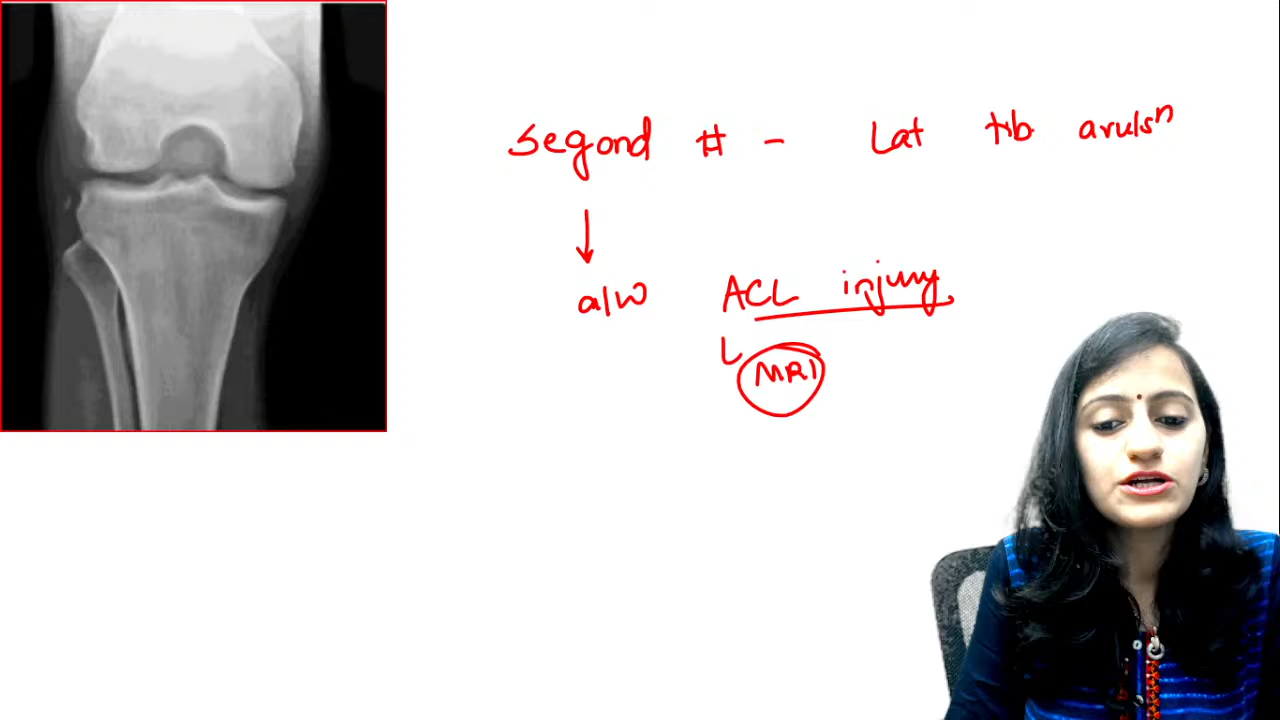 Segond # - Lat tib avulsn
↓
a/w ACL injury
MRI